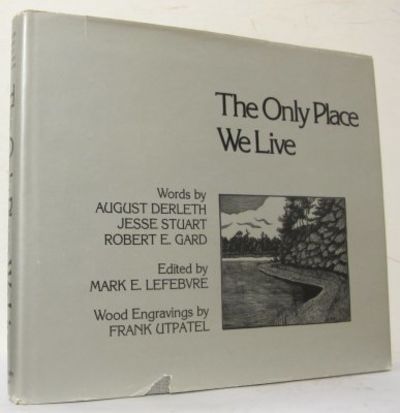 The Only Place
We Live
Words by
AUGUST DERLETH
JESSE STUART
ROBERT E. GARD
Edited by
MARK E. LEFEBVRE
Wood Engravings by
FRANK UTPATEL